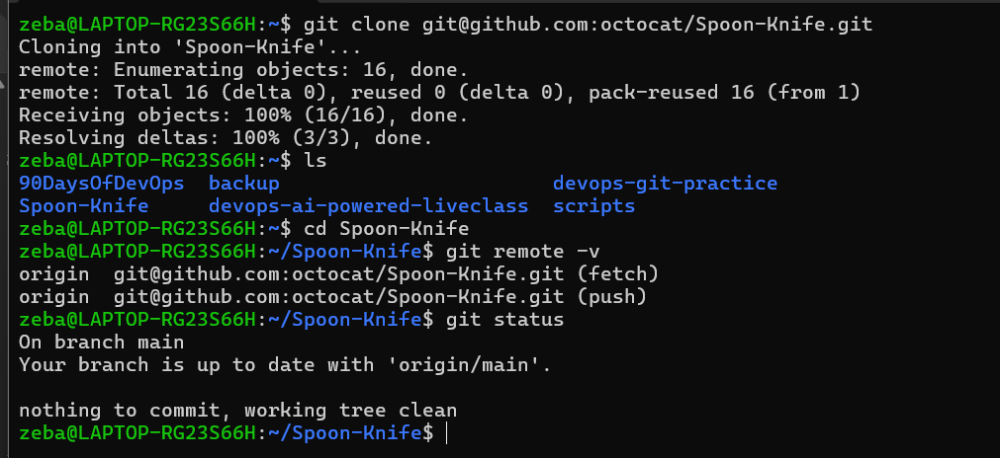 zeba@LAPTOP-RG23S66H:~$ git clone git@github.com:octocat/Spoon-Knife.git
Cloning into 'Spoon-Knife'...
remote: Enumerating objects: 16, done.
remote: Total 16 (delta 0), reused 0 (delta 0), pack-reused 16 (from 1)
Receiving objects: 100% (16/16), done.
Resolving deltas: 100% (3/3), done.
zeba@LAPTOP-RG23S66H:~$ ls
90DaysOfDevOps  backup                       devops-git-practice
Spoon-Knife     devops-ai-powered-liveclass  scripts
zeba@LAPTOP-RG23S66H:~$ cd Spoon-Knife
zeba@LAPTOP-RG23S66H:~/Spoon-Knife$ git remote -v
origin  git@github.com:octocat/Spoon-Knife.git (fetch)
origin  git@github.com:octocat/Spoon-Knife.git (push)
zeba@LAPTOP-RG23S66H:~/Spoon-Knife$ git status
On branch main
Your branch is up to date with 'origin/main'.

nothing to commit, working tree clean
zeba@LAPTOP-RG23S66H:~/Spoon-Knife$